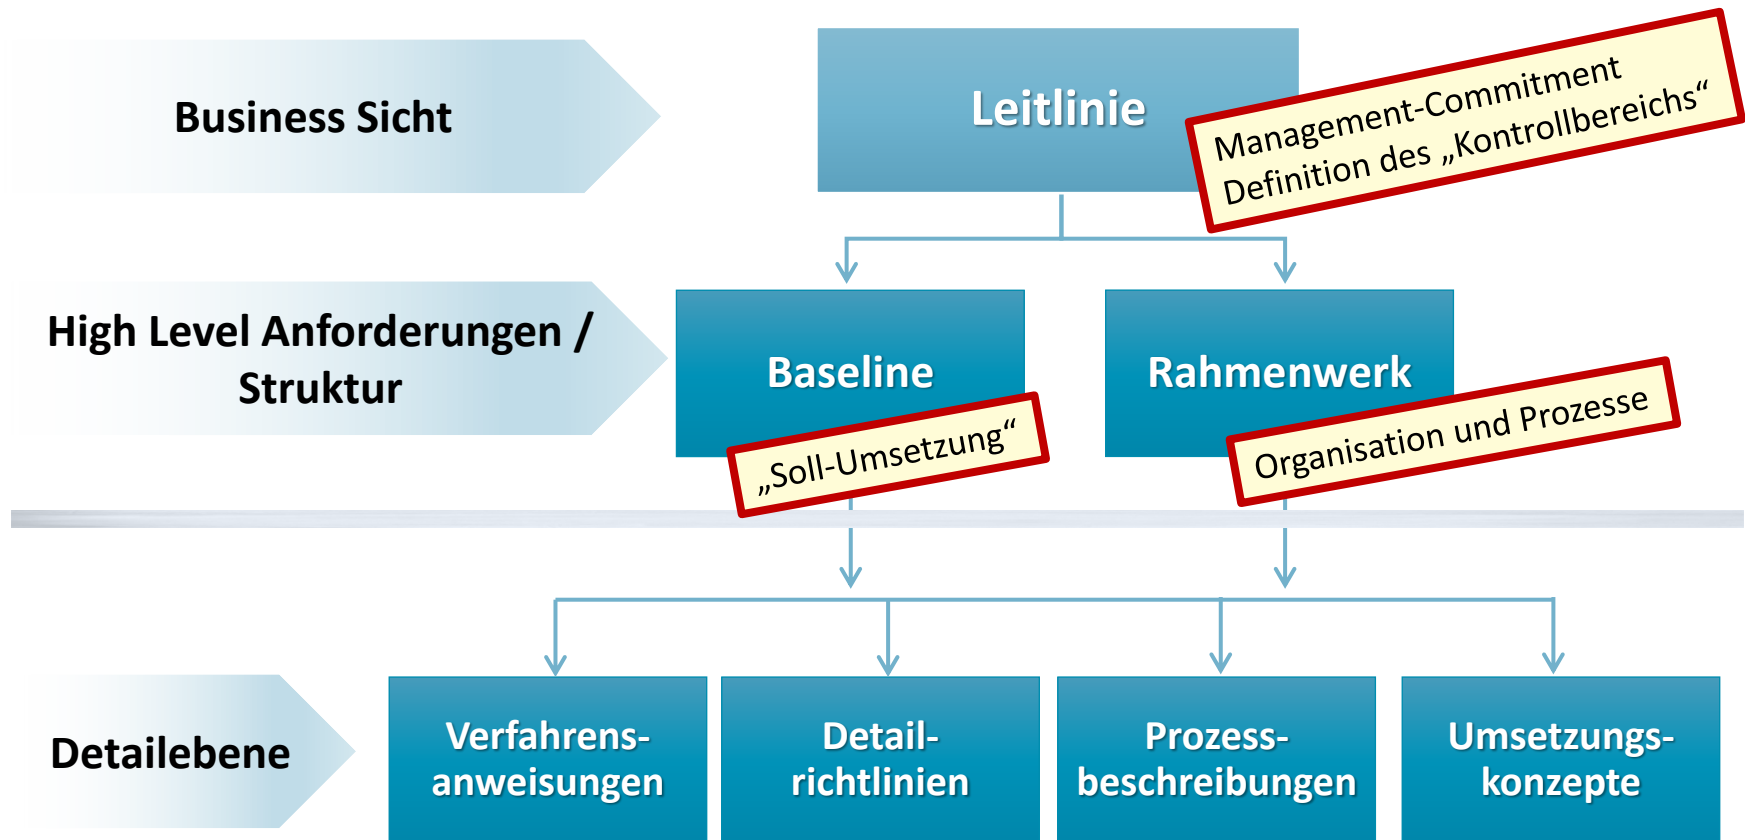 Business Sicht
Leitlinie
Management-Commitment
Definition des „Kontrollbereichs“
High Level Anforderungen /
Struktur
Baseline
Rahmenwerk
„Soll-Umsetzung“
Organisation und Prozesse
Detailebene
Verfahrens-
anweisungen
Detail-
richtlinien
Prozess-
beschreibungen
Umsetzungs-
konzepte